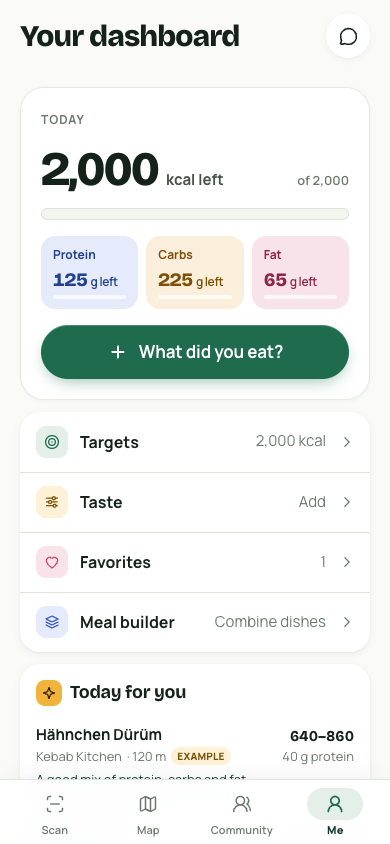 Your dashboard
TODAY
2,000 kcal left of 2,000
Protein Carbs Fat
125 g left 225 g left 65 g left
What did you eat?
Targets 2,000 kcal
Taste Add
Favorites 1
Meal builder Combine dishes
Today for you
Hähnchen Dürüm 640–860
Kebab Kitchen · 120 m EXAMPLE 40 g protein
A good mix of protein, carbs and fat
Scan Map Community Me